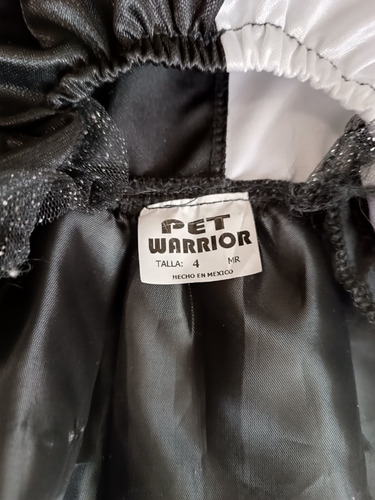 PET
WARRIOR
TALLA: 4 MR
HECHO EN MEXICO